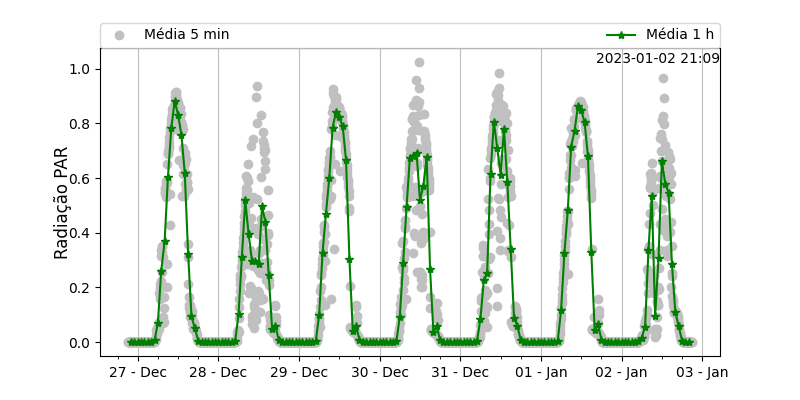 Média 5 min
Média 1 h
2023-01-02 21:09
Radiação PAR
1.0
0.8
0.6
0.4
0.2
0.0
27 - Dec
28 - Dec
29 - Dec
30 - Dec
31 - Dec
01 - Jan
02 - Jan
03 - Jan